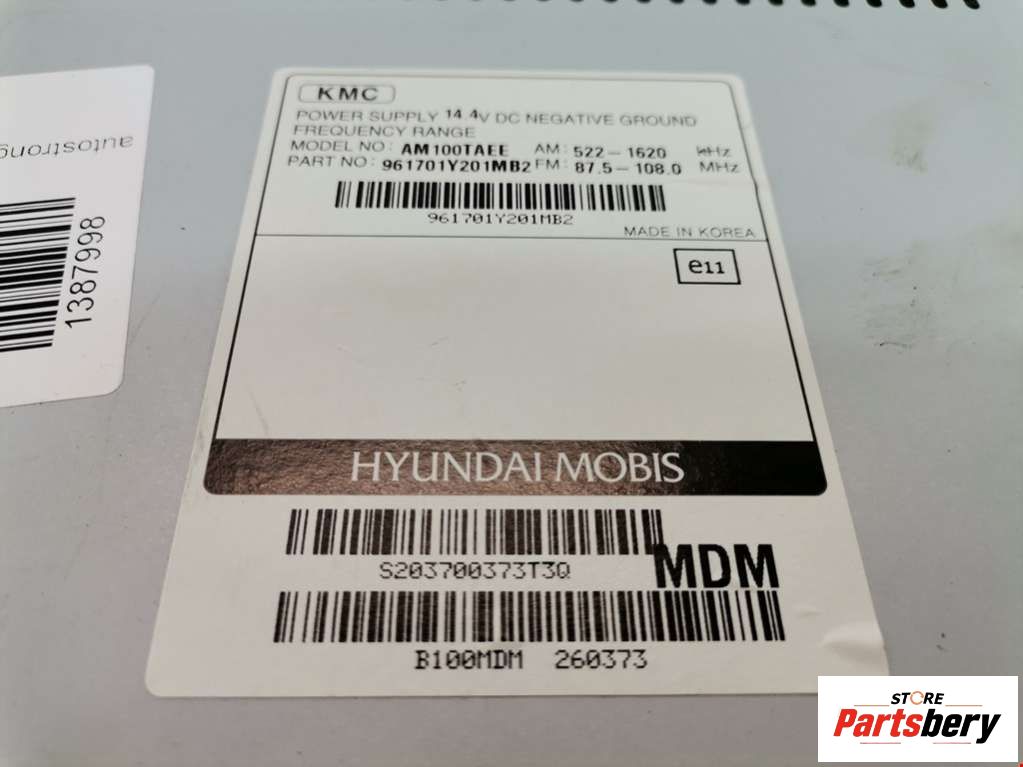 KMC
POWER SUPPLY 14.4V DC NEGATIVE GROUND
FREQUENCY RANGE
MODEL NO: AM100TAEE AM: 522-1620 kHz
PART NO: 961701Y201MB2 FM: 87.5-108.0 MHz
961701Y201MB2
MADE IN KOREA
e11
HYUNDAI MOBIS
S203700373T3Q
MDM
B100MDM 260373
autostrong
1387998
STORE
Partsbery